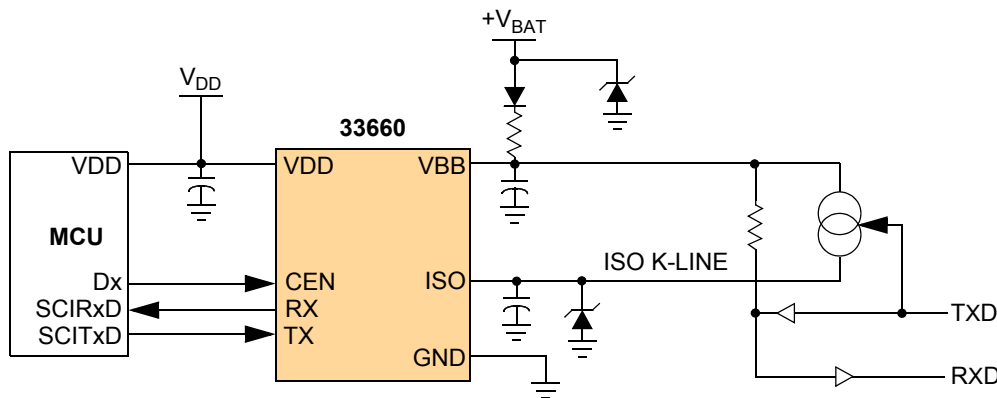 +VBAT
VDD
33660
VDD
VDD
VBB
MCU
ISO K-LINE
Dx
CEN
ISO
SCIRxD
RX
TXD
SCITxD
TX
GND
RXD